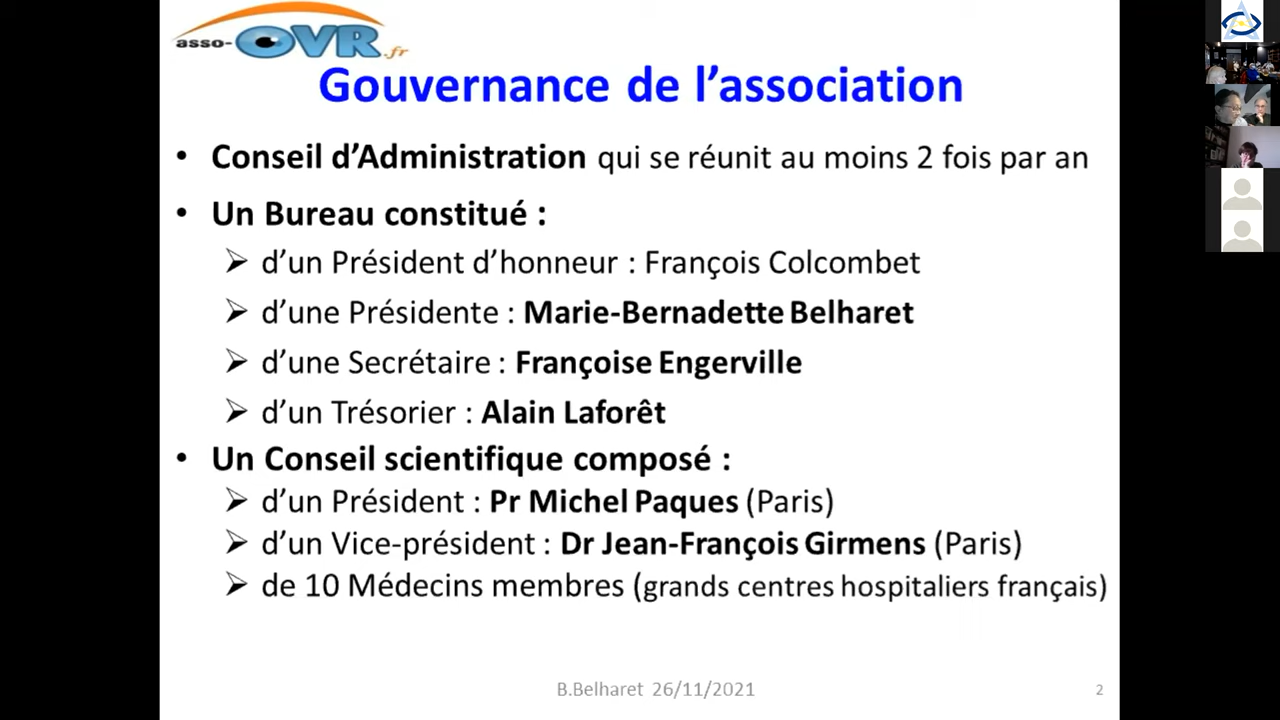 asso-OVR.fr
Gouvernance de l’association
• Conseil d’Administration qui se réunit au moins 2 fois par an
• Un Bureau constitué :
➢ d’un Président d’honneur : François Colcombet
➢ d’une Présidente : Marie-Bernadette Belharet
➢ d’une Secrétaire : Françoise Engerville
➢ d’un Trésorier : Alain Laforêt
• Un Conseil scientifique composé :
➢ d’un Président : Pr Michel Paques (Paris)
➢ d’un Vice-président : Dr Jean-François Girmens (Paris)
➢ de 10 Médecins membres (grands centres hospitaliers français)
B.Belharet 26/11/2021
2